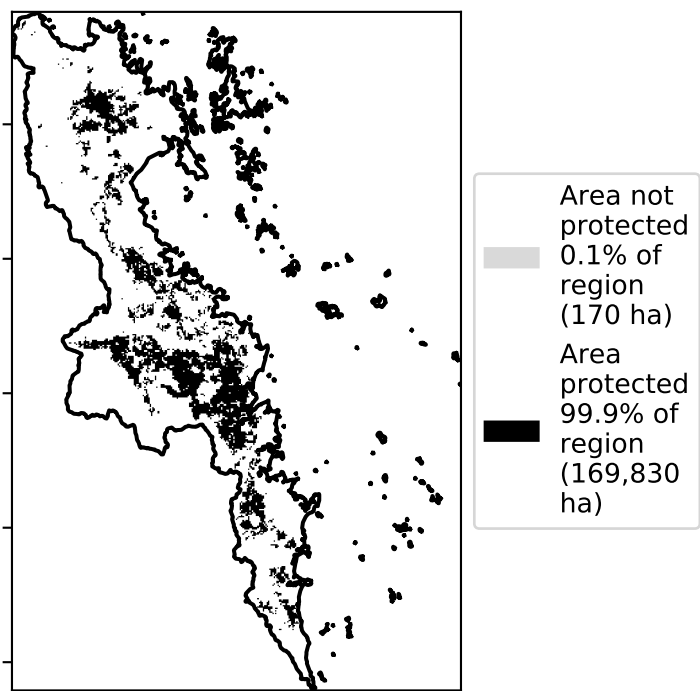 Area not
protected
0.1% of
region
(170 ha)
Area
protected
99.9% of
region
(169,830
ha)